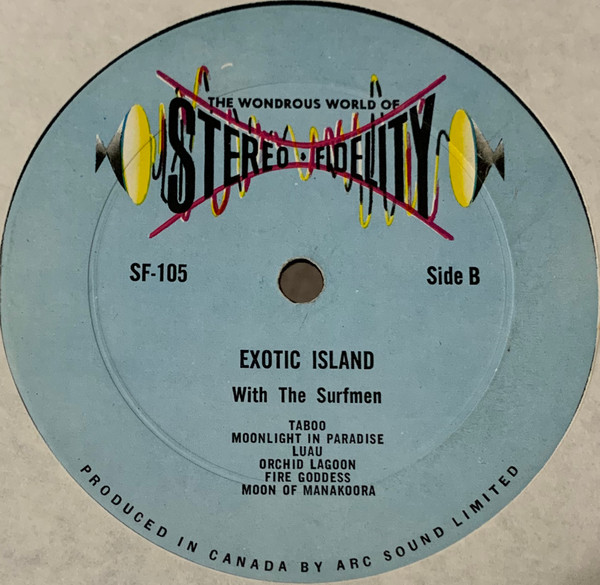 THE WONDROUS WORLD OF
STEREO · FIDELITY
SF-105
Side B
EXOTIC ISLAND
With The Surfmen
TABOO
MOONLIGHT IN PARADISE
LUAU
ORCHID LAGOON
FIRE GODDESS
MOON OF MANAKOORA
PRODUCED IN CANADA BY ARC SOUND LIMITED